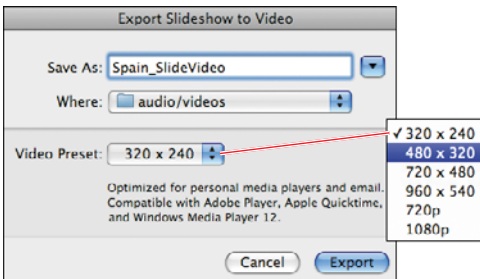 Export Slideshow to Video
Save As: Spain_SlideVideo
Where: audio/videos
Video Preset: 320 x 240
✓ 320 x 240
480 x 320
720 x 480
960 x 540
720p
1080p
Optimized for personal media players and email.
Compatible with Adobe Player, Apple Quicktime,
and Windows Media Player 12.
Cancel Export